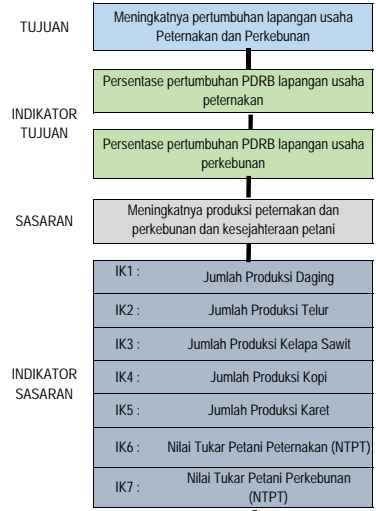 TUJUAN
Meningkatnya pertumbuhan lapangan usaha
Peternakan dan Perkebunan
INDIKATOR
TUJUAN
Persentase pertumbuhan PDRB lapangan usaha
peternakan
Persentase pertumbuhan PDRB lapangan usaha
perkebunan
SASARAN
Meningkatnya produksi peternakan dan
perkebunan dan kesejahteraan petani
INDIKATOR
SASARAN
IK1 : Jumlah Produksi Daging
IK2 : Jumlah Produksi Telur
IK3 : Jumlah Produksi Kelapa Sawit
IK4 : Jumlah Produksi Kopi
IK5 : Jumlah Produksi Karet
IK6 : Nilai Tukar Petani Peternakan (NTPT)
IK7 : Nilai Tukar Petani Perkebunan
(NTPT)